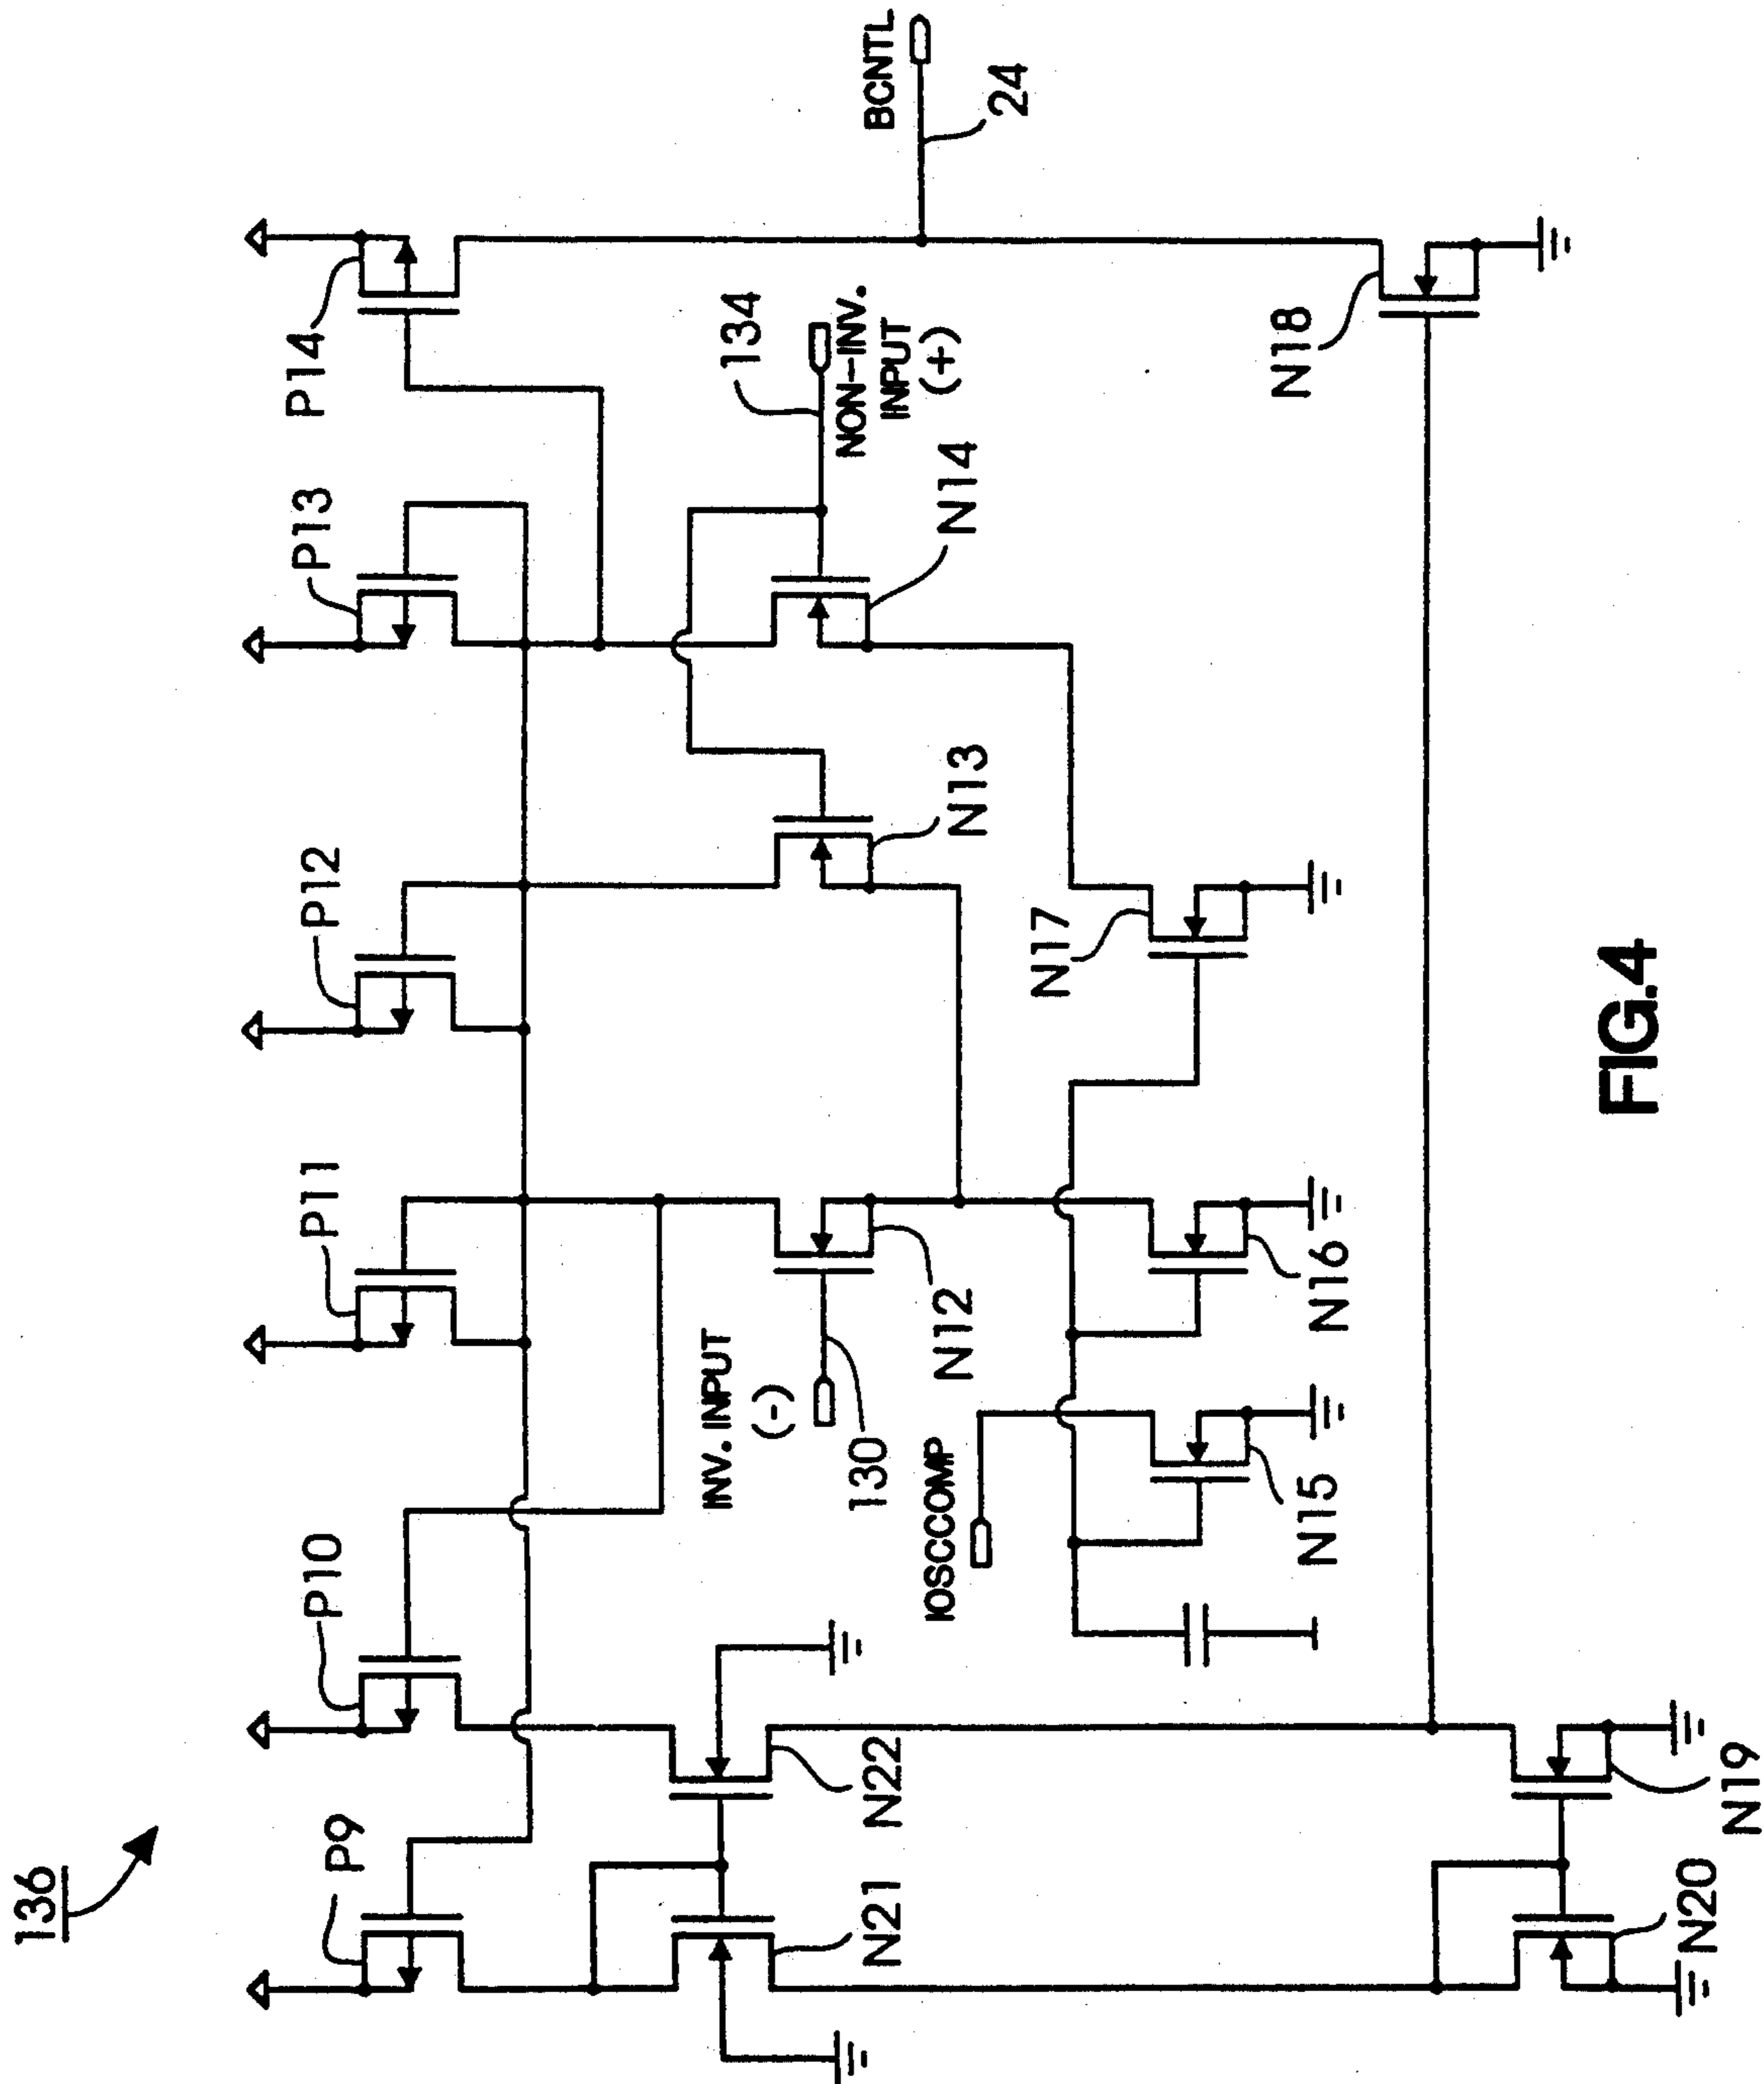 136
P9
P10
P11
P12
P13
P14
N21
N22
INV. INPUT
(-)
130
N12
N13
N14
134
NON-INV.
INPUT
(+)
BCNTL
24
IOSCCOMP
N15
N16
N17
N18
N20
N19
FIG.4